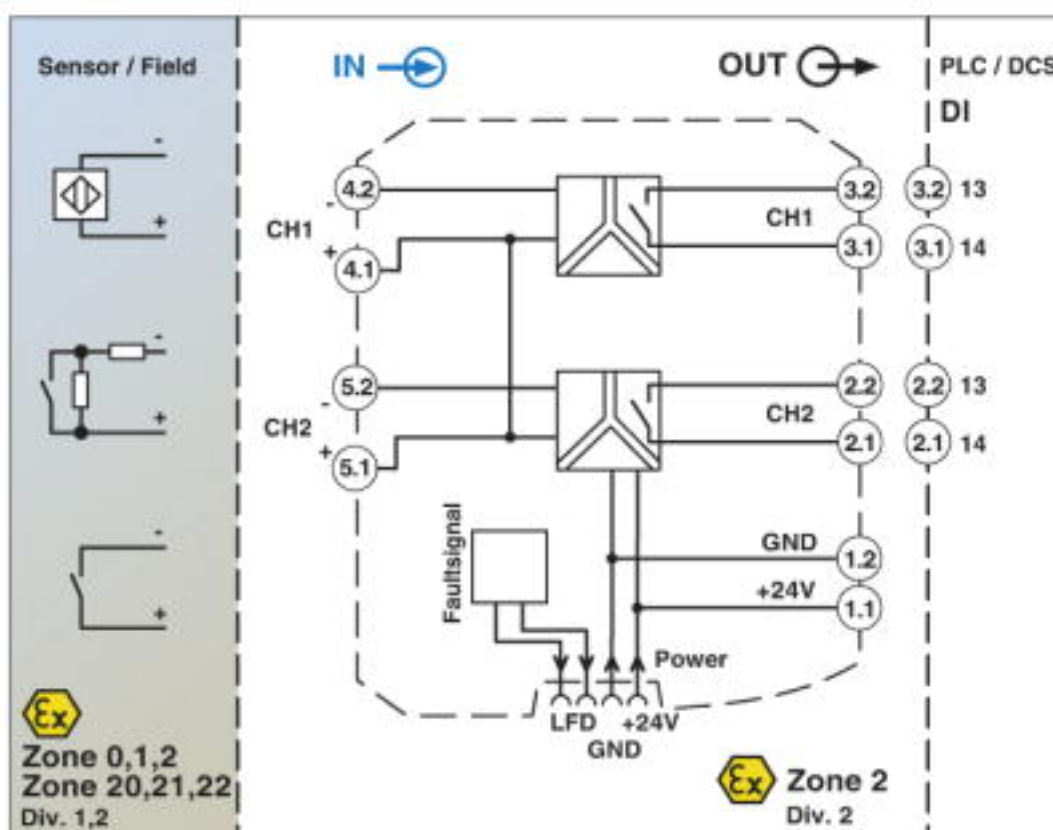 Sensor / Field
IN
OUT
PLC / DCS
DI
-
+
-
+
-
+
4.2
-
CH1
+
4.1
CH1
3.2
3.1
3.2 13
3.1 14
5.2
-
CH2
+
5.1
CH2
2.2
2.1
2.2 13
2.1 14
Faultsignal
GND
1.2
+24V
1.1
Power
LFD
+24V
GND
Ex
Zone 0,1,2
Zone 20,21,22
Div. 1,2
Ex
Zone 2
Div. 2